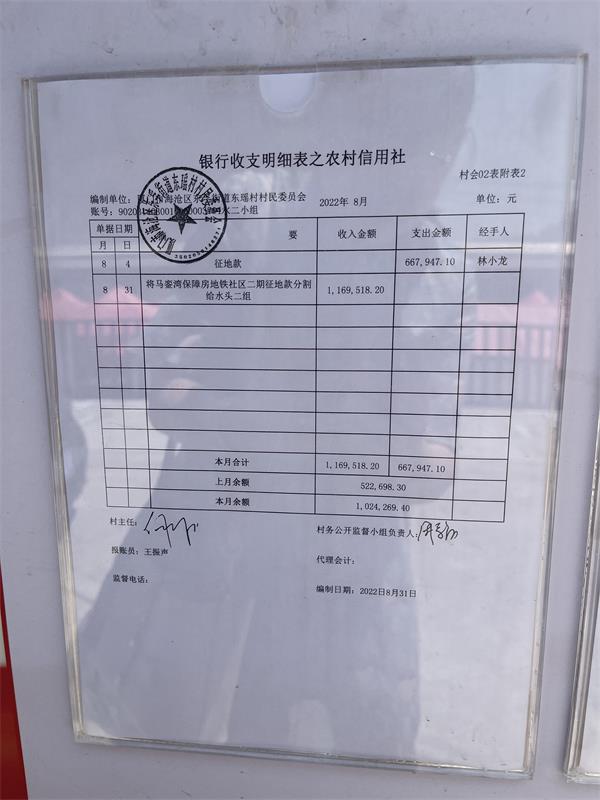 银行收支明细表之农村信用社
村会02表附表2
编制单位： 海沧区东 街道东瑶村村民委员会 2022年 8月 单位：元
账号：9020 水二小组
单据日期 要 收入金额 支出金额 经手人
月 日
8 4 征地款 667,947.10 林小龙
8 31 将马銮湾保障房地铁社区二期征地款分割给水头二组 1,169,518.20
本月合计 1,169,518.20 667,947.10
上月余额 522,698.30
本月余额 1,024,269.40
村主任： 村务公开监督小组负责人：
报账员：王振声 代理会计：
监督电话：
编制日期：2022日8月31日